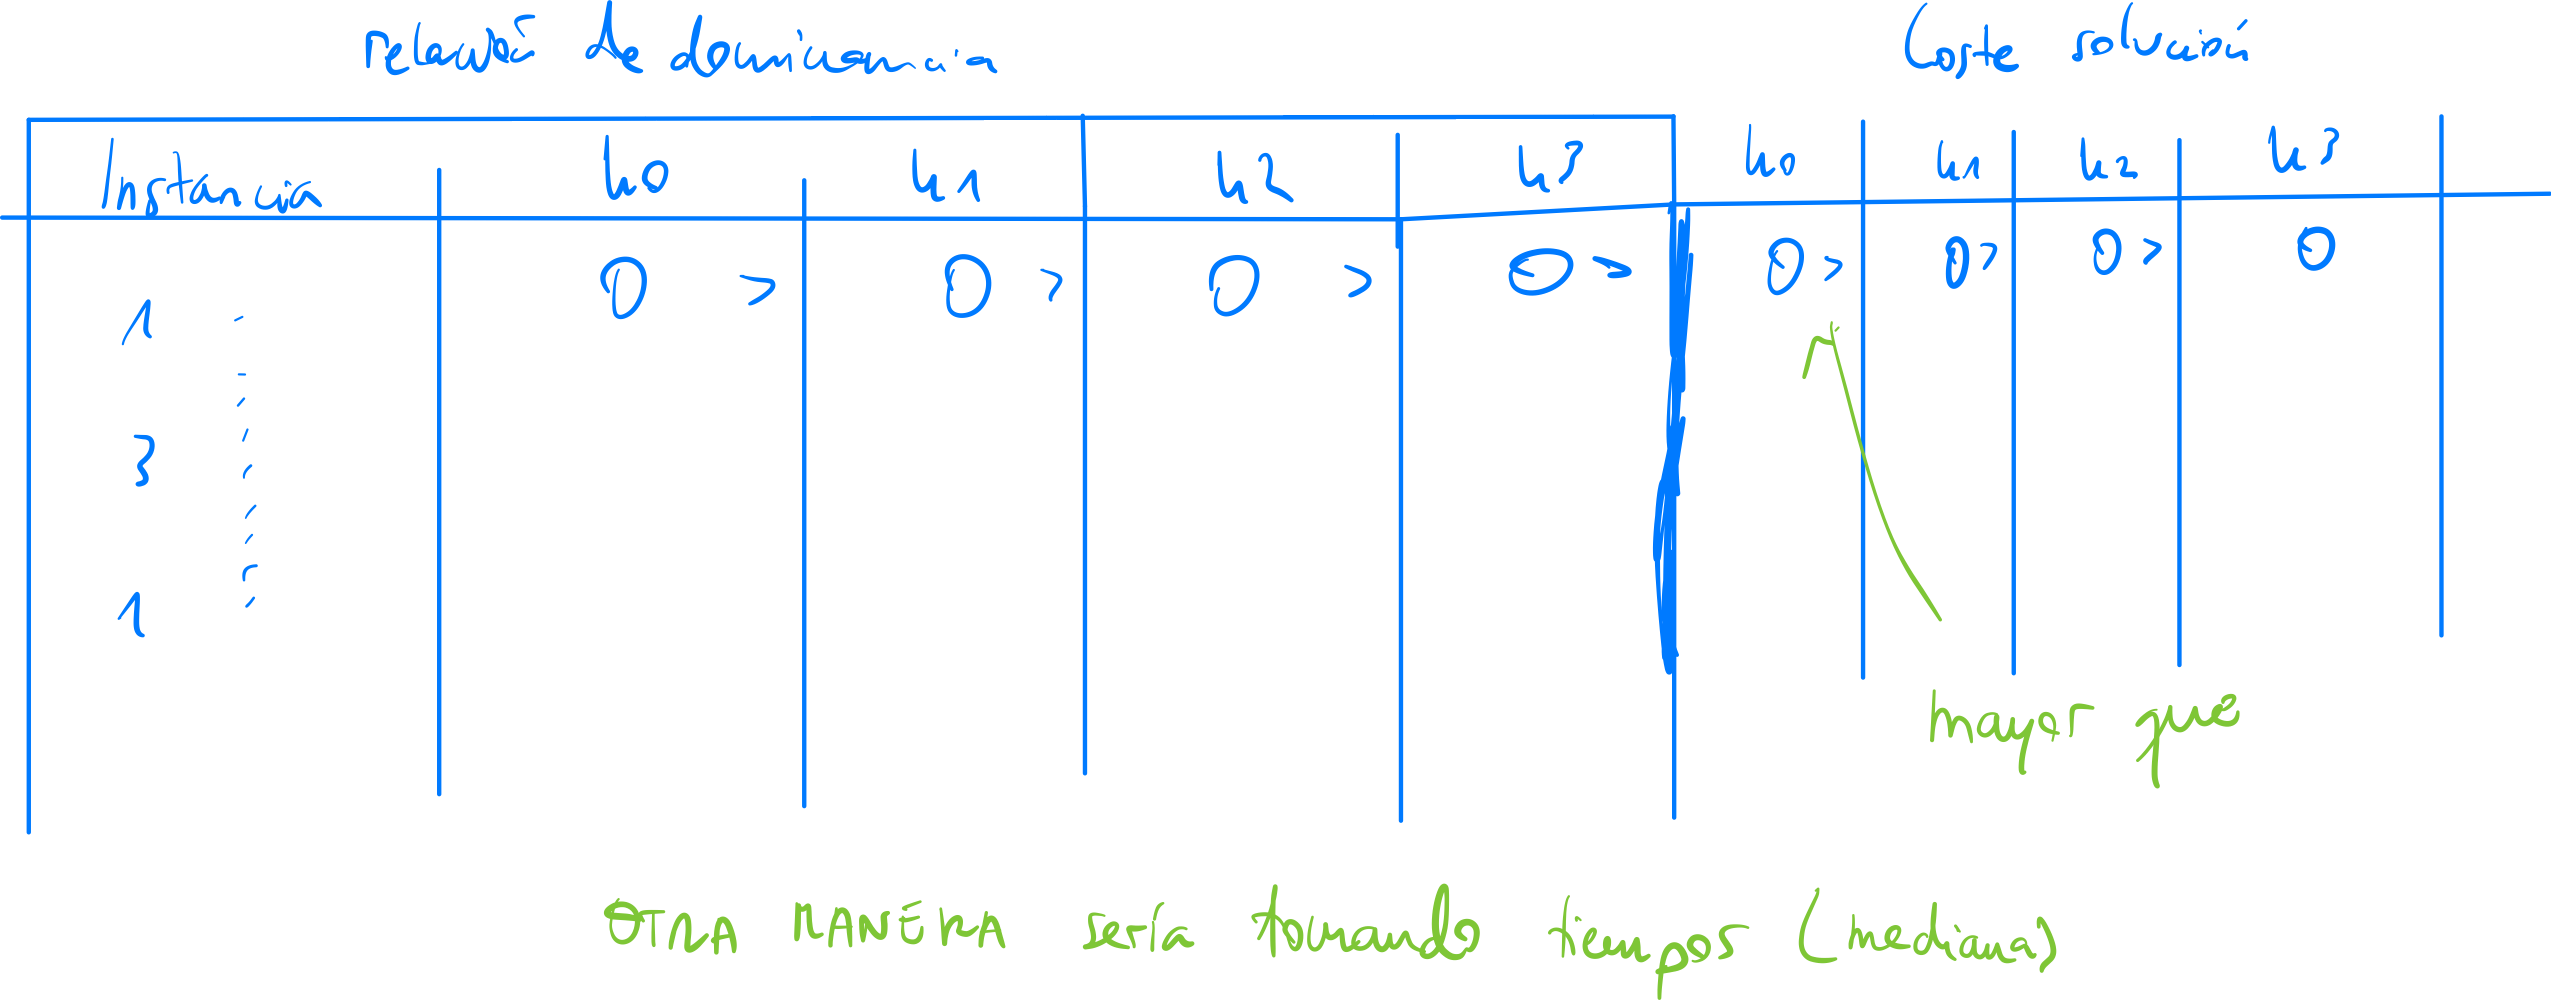 relación de dominancia Coste solución
Instancia h0 h1 h2 h3 h0 h1 h2 h3
0 > 0 > 0 > 0 > 0 > 0 > 0 > 0
1
3
1
mayor que
OTRA MANERA sería tomando tiempos (mediana)